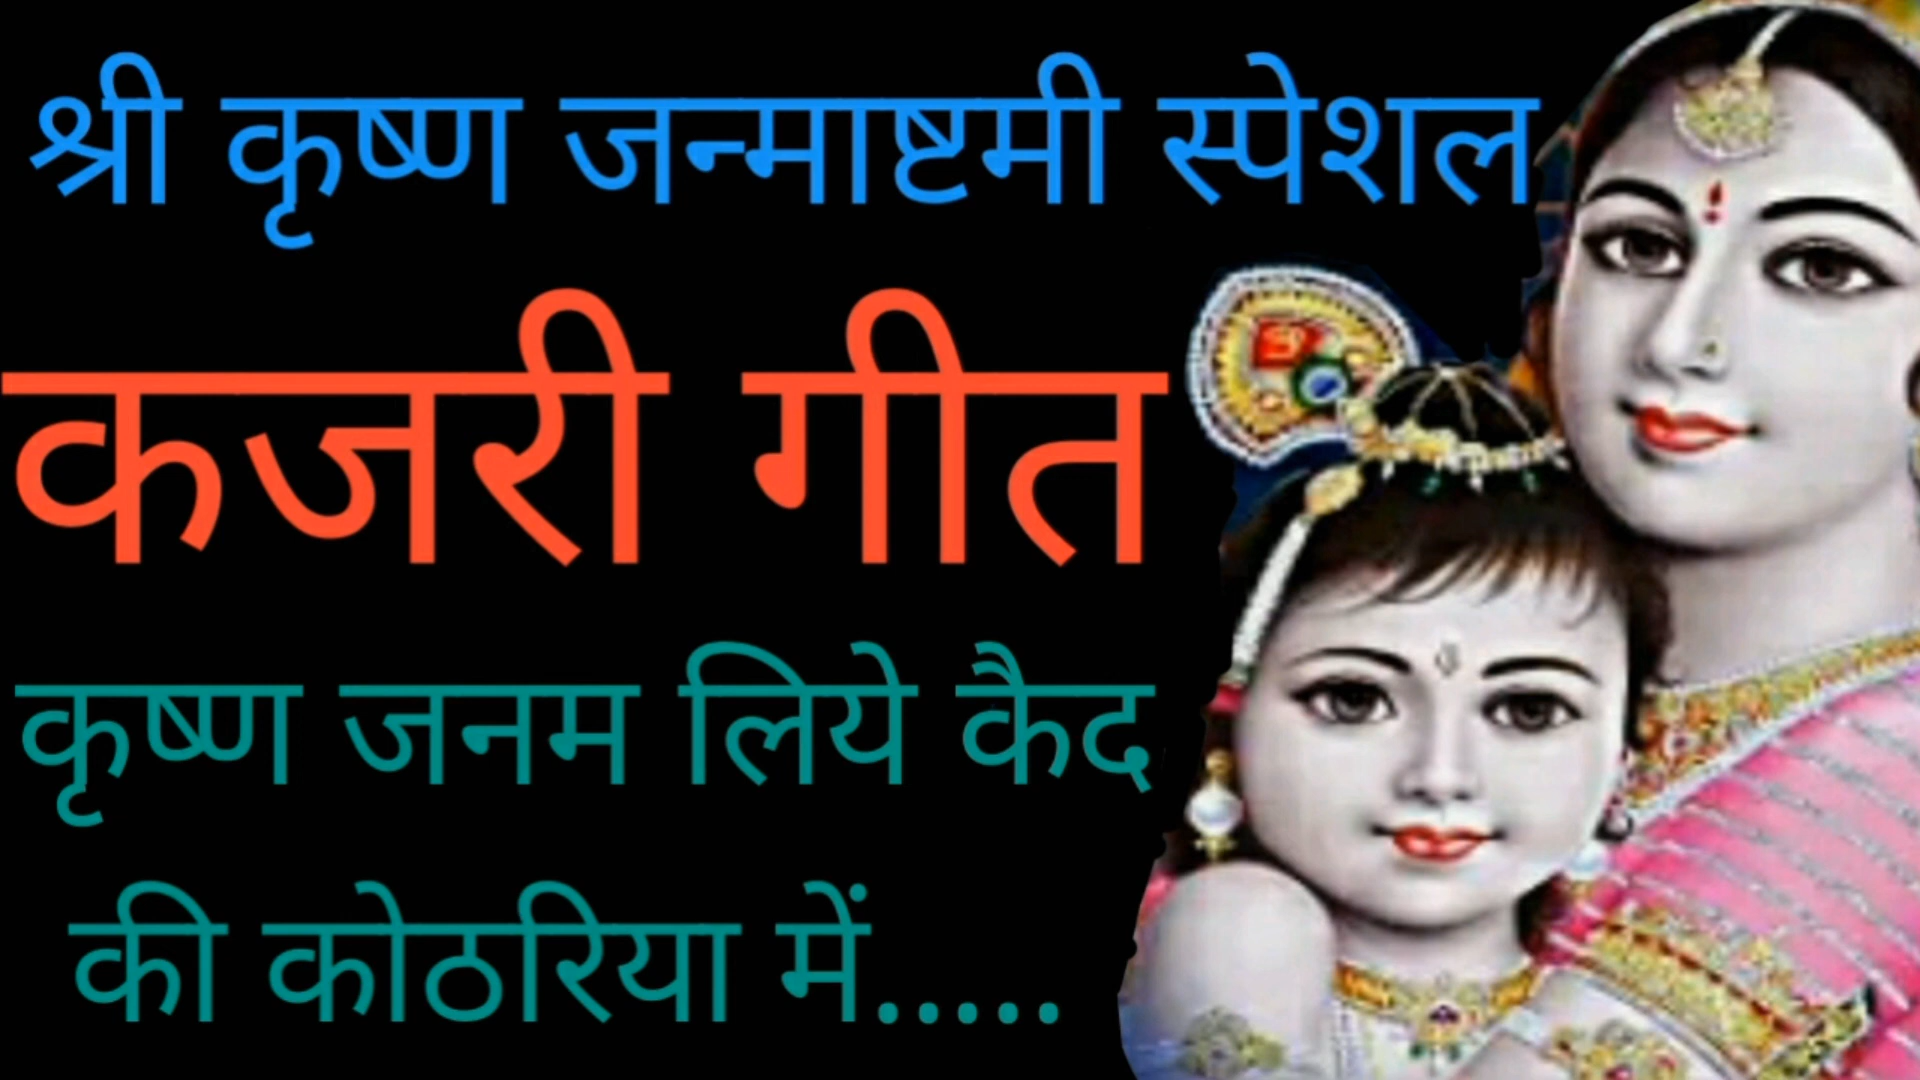 श्री कृष्ण जन्माष्टमी स्पेशल
कजरी गीत
कृष्ण जनम लिये कैद
की कोठरिया में.....